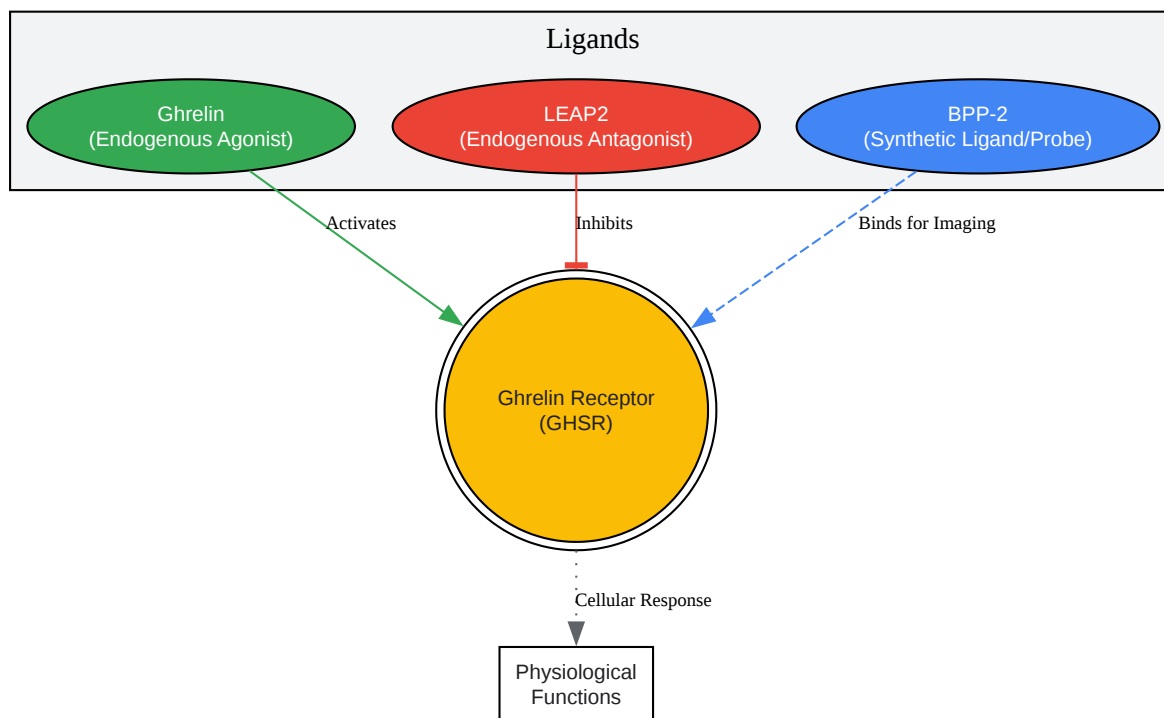 Ligands
Ghrelin
(Endogenous Agonist)
LEAP2
(Endogenous Antagonist)
BPP-2
(Synthetic Ligand/Probe)
Activates
Inhibits
Binds for Imaging
Ghrelin Receptor
(GHSR)
Cellular Response
Physiological
Functions